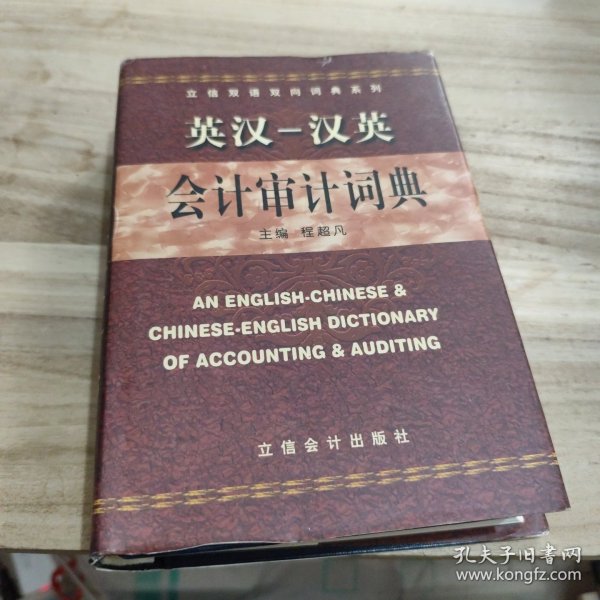 立信双语双向词典系列
英汉－汉英
会计审计词典
主编 程超凡
AN ENGLISH-CHINESE &
CHINESE-ENGLISH DICTIONARY
OF ACCOUNTING & AUDITING
立信会计出版社
孔夫子旧书网
www.kongfz.com